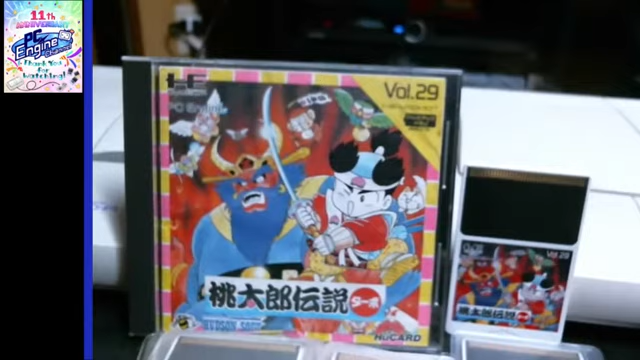 11th
ANNIVERSARY
PC
Engine
Thank You
for
watching!
PC Engine
Vol.29
桃太郎伝説
ターボ
HUDSON SOFT
HuCARD
Vol.29
桃太郎伝説